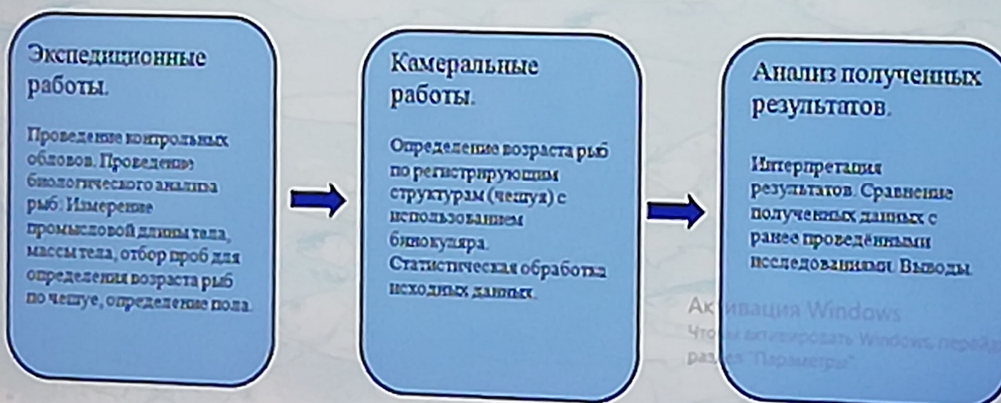 Экспедиционные
работы.
Проведение контрольных
обловов. Проведение
биологического анализа
рыб. Измерение
промысловой длины тела,
массы тела, отбор проб для
определения возраста рыб
по чешуе, определение пола.
Камеральные
работы.
Определение возраста рыб
по регистрирующим
структурам (чешуя) с
использованием
бинокуляра.
Статистическая обработка
исходных данных.
Анализ полученных
результатов.
Интерпретация
результатов. Сравнение
полученных данных с
ранее проведёнными
исследованиями. Выводы.
Активация Windows
Чтобы активировать Windows, перейд
раздел "Параметры"